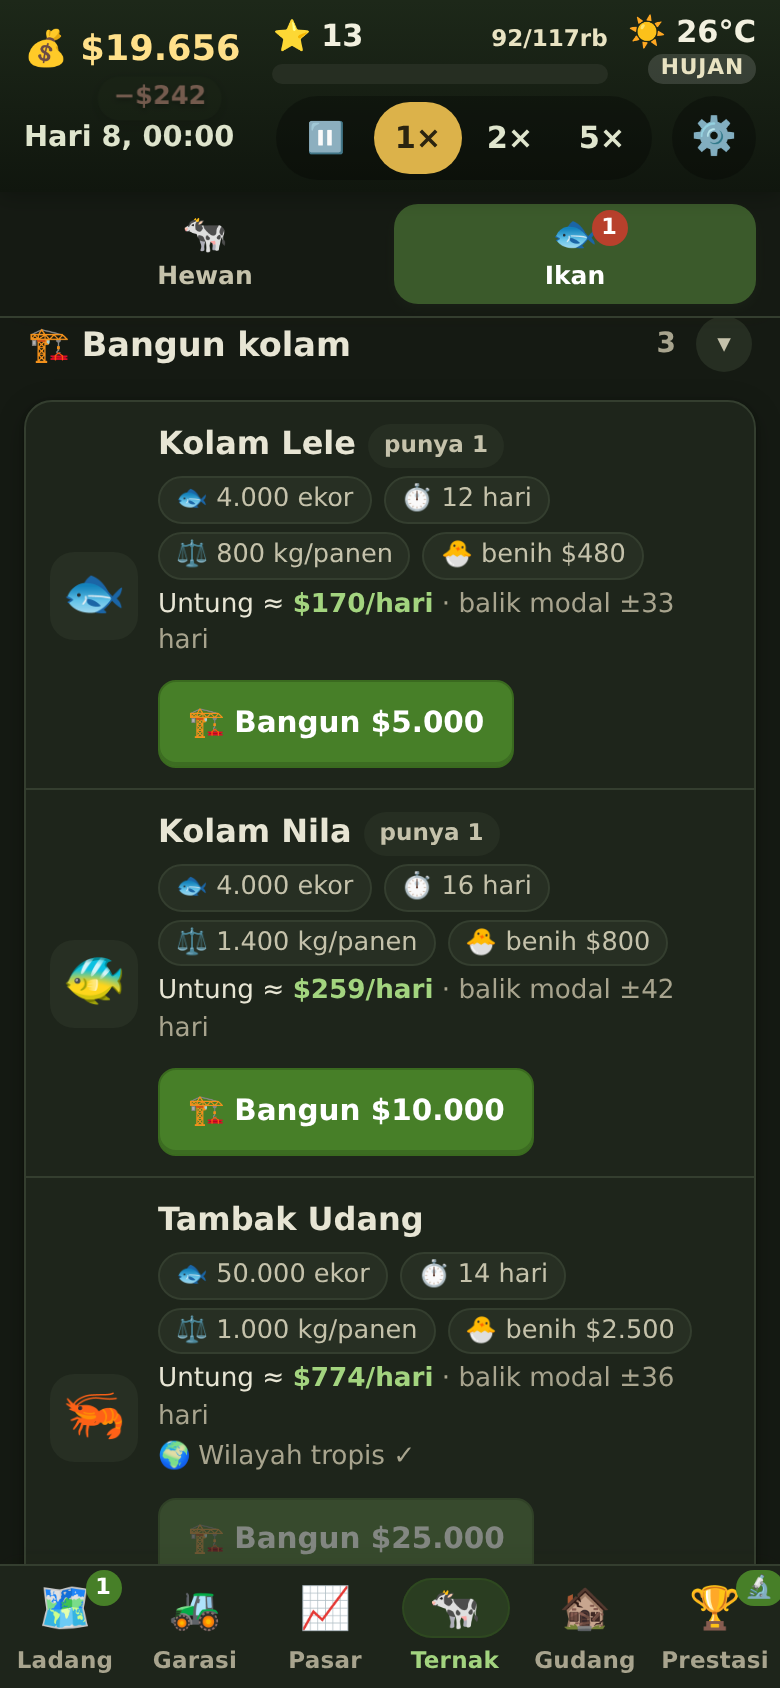 $19.656
13
92/117rb
26°C
HUJAN
−$242
Hari 8, 00:00
1×
2×
5×
Hewan
1
Ikan
Bangun kolam
3
Kolam Lele
punya 1
4.000 ekor
12 hari
800 kg/panen
benih $480
Untung ≈ $170/hari · balik modal ±33
hari
Bangun $5.000
Kolam Nila
punya 1
4.000 ekor
16 hari
1.400 kg/panen
benih $800
Untung ≈ $259/hari · balik modal ±42
hari
Bangun $10.000
Tambak Udang
50.000 ekor
14 hari
1.000 kg/panen
benih $2.500
Untung ≈ $774/hari · balik modal ±36
hari
Wilayah tropis ✓
Bangun $25.000
1
Ladang
Garasi
Pasar
Ternak
Gudang
Prestasi